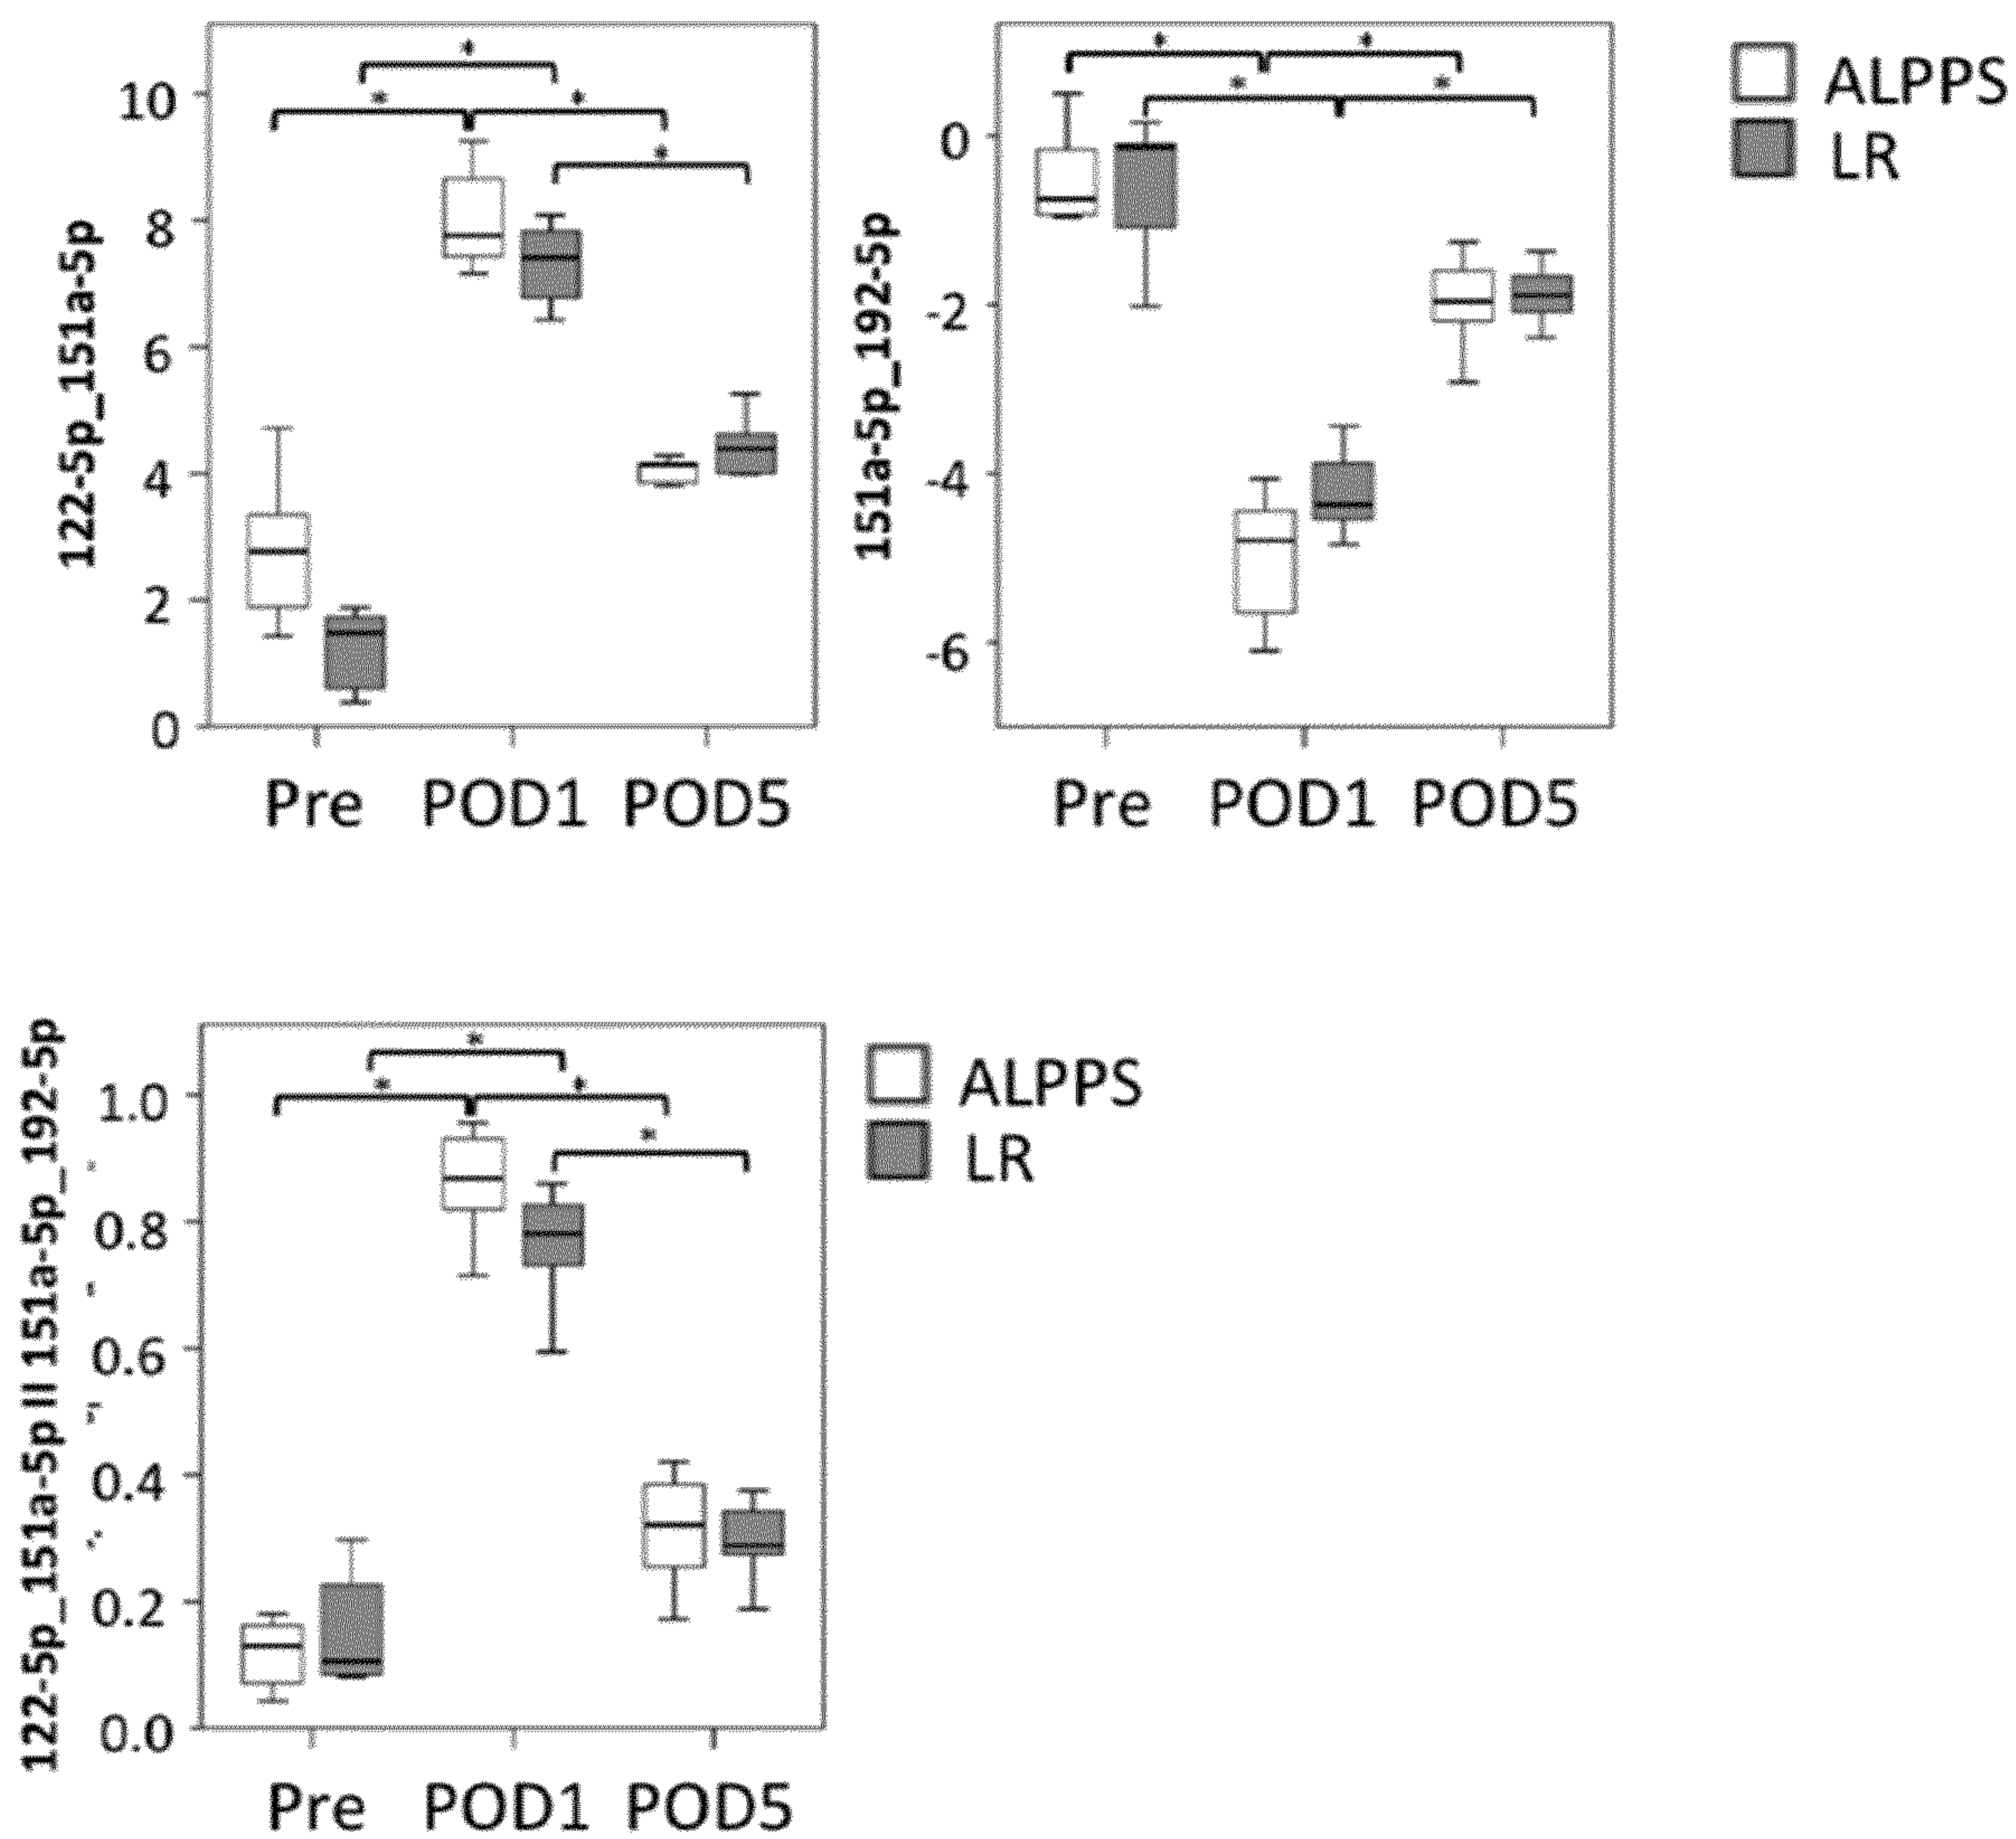 122-5p_151a-5p
10
8
6
4
2
0
* * * *
Pre POD1 POD5
151a-5p_192-5p
0
-2
-4
-6
* * * *
Pre POD1 POD5
ALPPS
LR
122-5p_151a-5p III 151a-5p_192-5p
1.0
0.8
0.6
0.4
0.2
0.0
* * * *
Pre POD1 POD5
ALPPS
LR